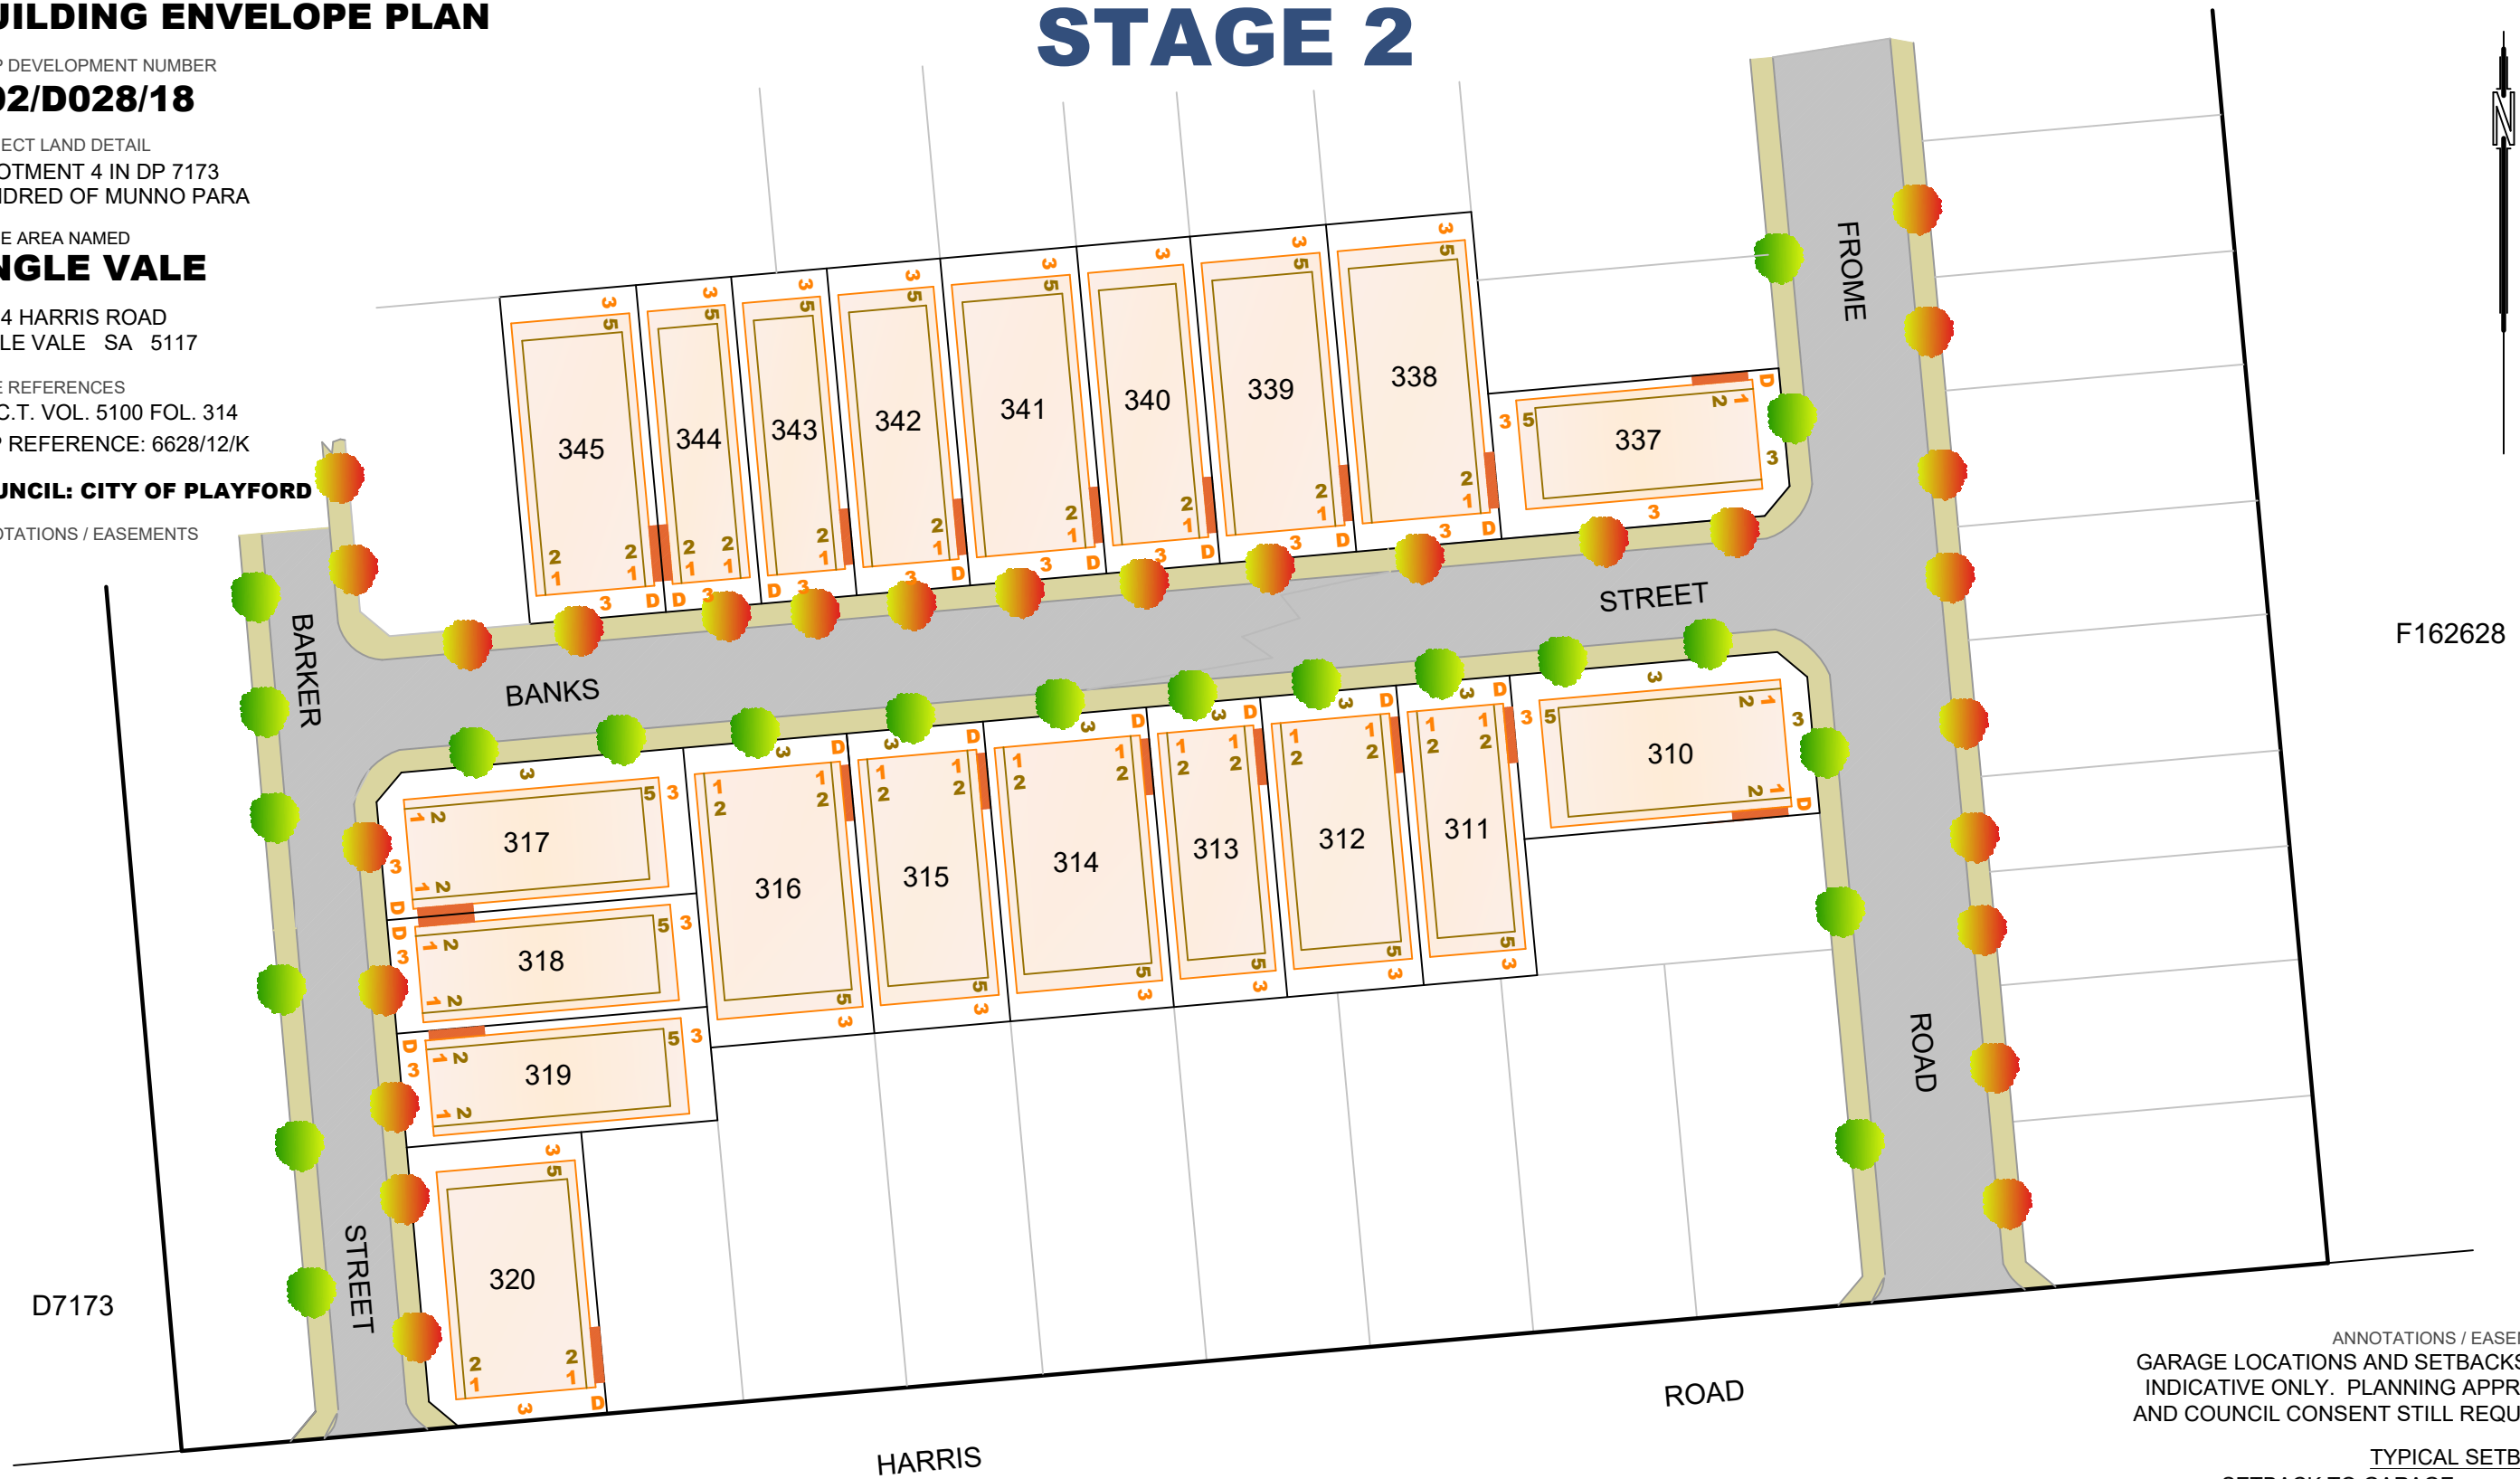 UILDING ENVELOPE PLAN
STAGE 2
P DEVELOPMENT NUMBER
02/D028/18
JECT LAND DETAIL
OTMENT 4 IN DP 7173
NDRED OF MUNNO PARA
E AREA NAMED
NGLE VALE
4 HARRIS ROAD
LE VALE SA 5117
E REFERENCES
C.T. VOL. 5100 FOL. 314
P REFERENCE: 6628/12/K
UNCIL: CITY OF PLAYFORD
OTATIONS / EASEMENTS
N
FROME
ROAD
BARKER
STREET
BANKS
STREET
HARRIS
ROAD
F162628
D7173
345
344
343
342
341
340
339
338
337
317
316
315
314
313
312
311
310
318
319
320
ANNOTATIONS / EASE
GARAGE LOCATIONS AND SETBACKS
INDICATIVE ONLY. PLANNING APPR
AND COUNCIL CONSENT STILL REQU
TYPICAL SETB